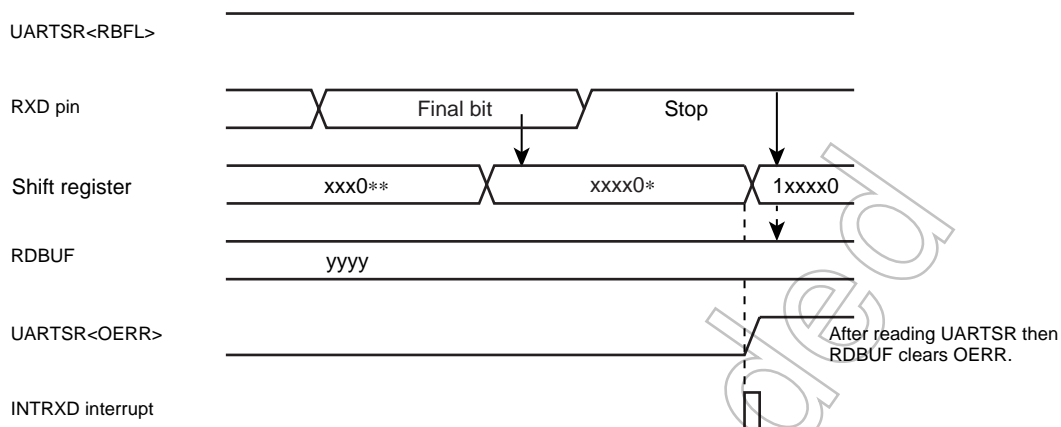 UARTSR<RBFL>
RXD pin
Final bit
Stop
Shift register
xxx0**
xxxx0*
1xxxx0
RDBUF
yyyy
UARTSR<OERR>
After reading UARTSR then
RDBUF clears OERR.
INTRXD interrupt
ded